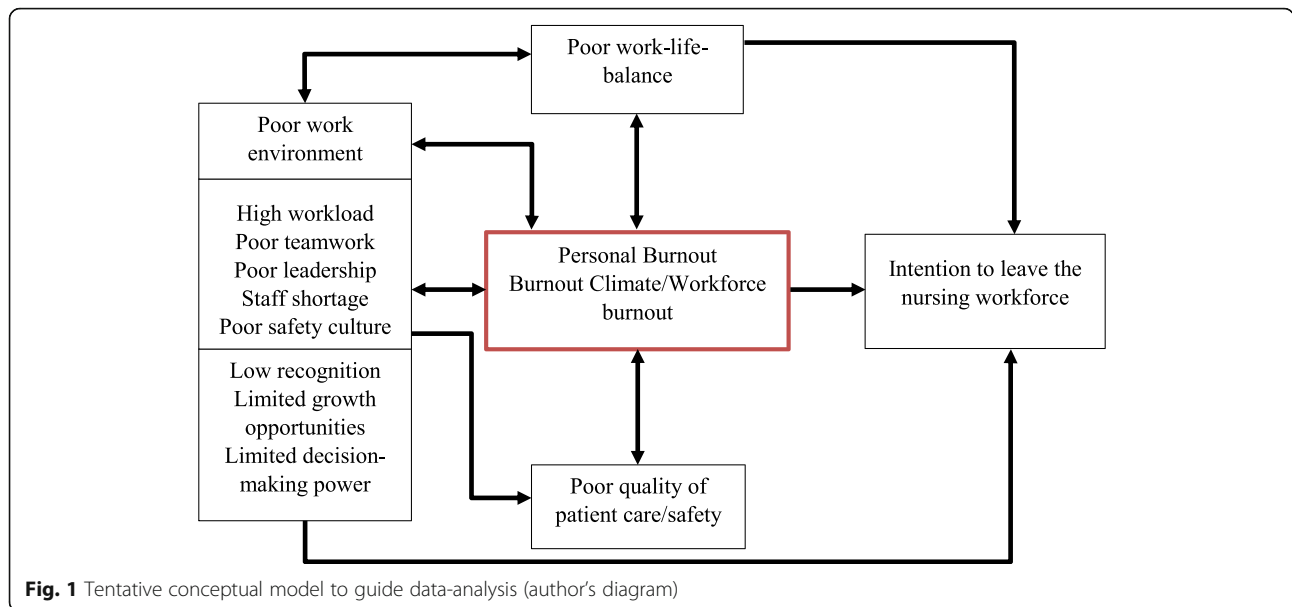 Poor work-life-
balance
Poor work
environment
High workload
Poor teamwork
Poor leadership
Staff shortage
Poor safety culture
Low recognition
Limited growth
opportunities
Limited decision-
making power
Personal Burnout
Burnout Climate/Workforce
burnout
Intention to leave the
nursing workforce
Poor quality of
patient care/safety
Fig. 1 Tentative conceptual model to guide data-analysis (author's diagram)